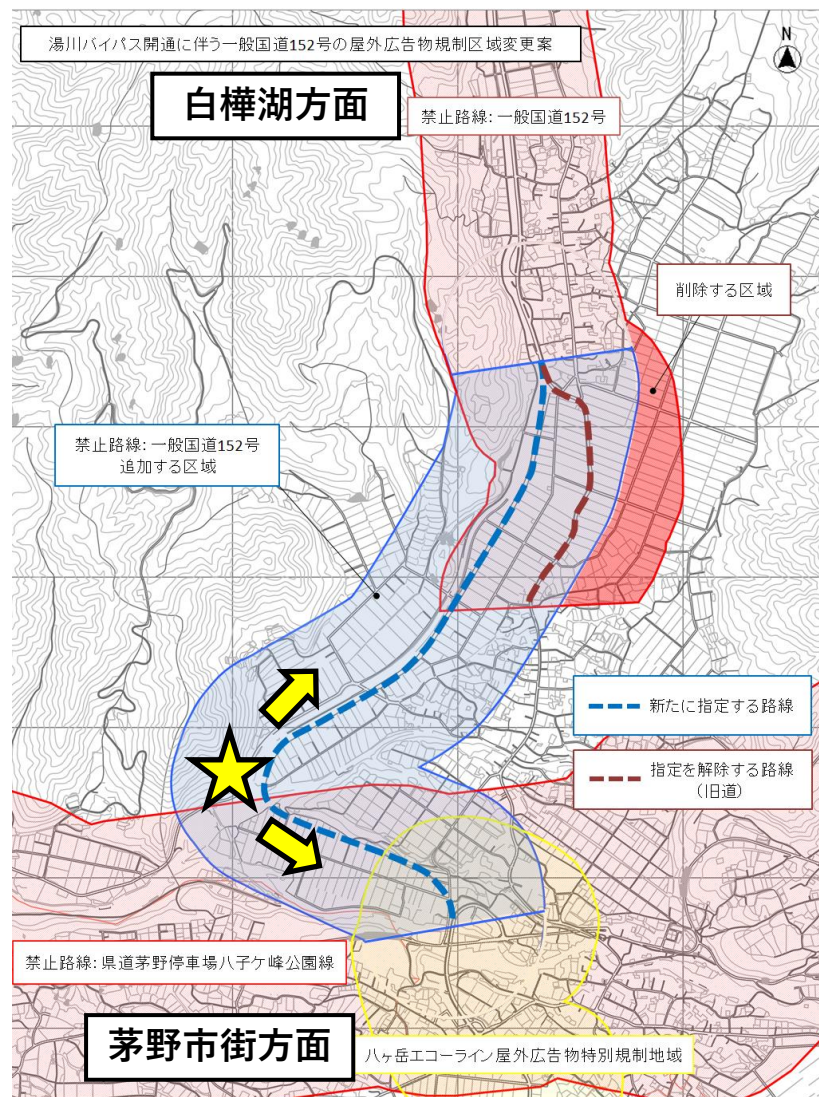 湯川バイパス開通に伴う一般国道152号の屋外広告物規制区域変更案
N
白樺湖方面
禁止路線:一般国道152号
削除する区域
禁止路線:一般国道152号
追加する区域
新たに指定する路線
指定を解除する路線
(旧道)
禁止路線:県道茅野停車場八子ケ峰公園線
茅野市街方面
八ヶ岳エコーライン屋外広告物特別規制地域